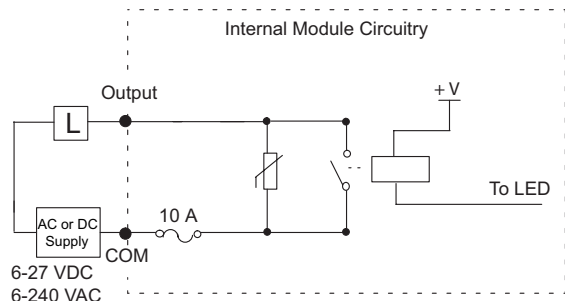 Internal Module Circuitry
Output
+V
L
To LED
10 A
AC or DC
Supply
COM
6-27 VDC
6-240 VAC